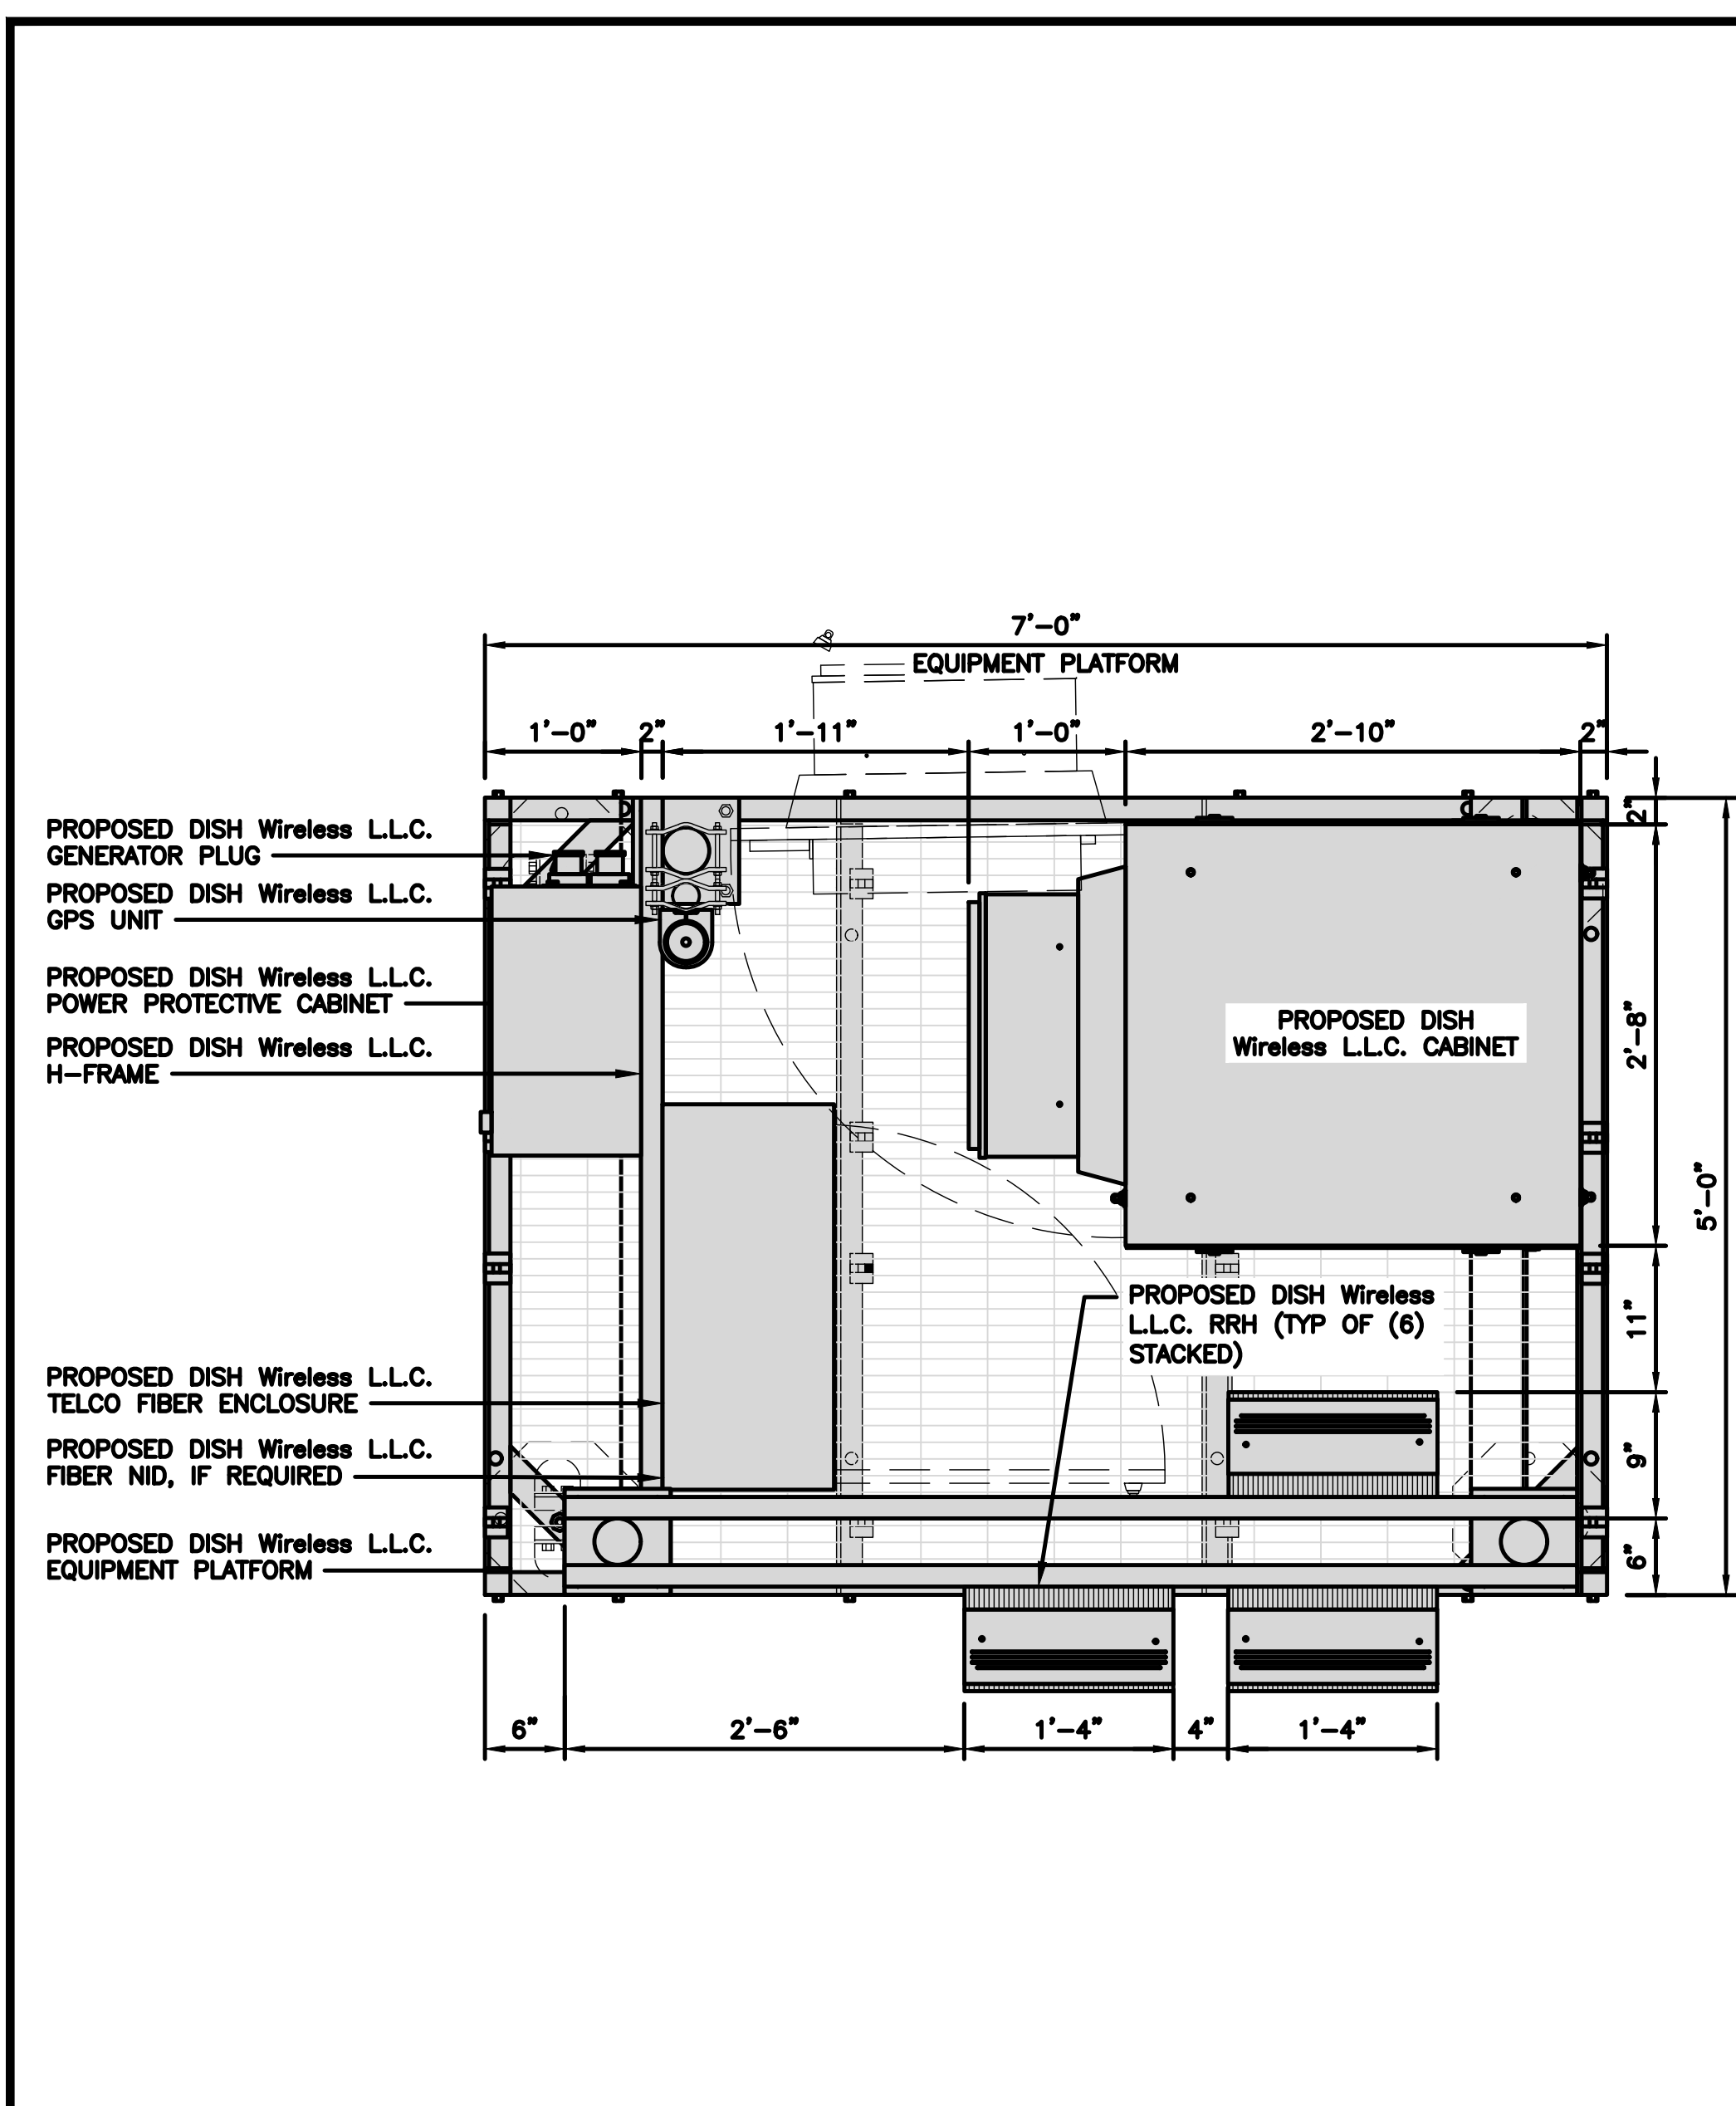 7'-0"
EQUIPMENT PLATFORM
1'-0"
2"
1'-11"
1'-0"
2'-10"
2"
PROPOSED DISH Wireless L.L.C.
GENERATOR PLUG
PROPOSED DISH Wireless L.L.C.
GPS UNIT
PROPOSED DISH Wireless L.L.C.
POWER PROTECTIVE CABINET
PROPOSED DISH Wireless L.L.C.
H-FRAME
PROPOSED DISH
Wireless L.L.C. CABINET
2"
2'-8"
5'-0"
11"
9"
6"
PROPOSED DISH Wireless
L.L.C. RRH (TYP OF (6)
STACKED)
PROPOSED DISH Wireless L.L.C.
TELCO FIBER ENCLOSURE
PROPOSED DISH Wireless L.L.C.
FIBER NID, IF REQUIRED
PROPOSED DISH Wireless L.L.C.
EQUIPMENT PLATFORM
6"
2'-6"
1'-4"
4"
1'-4"